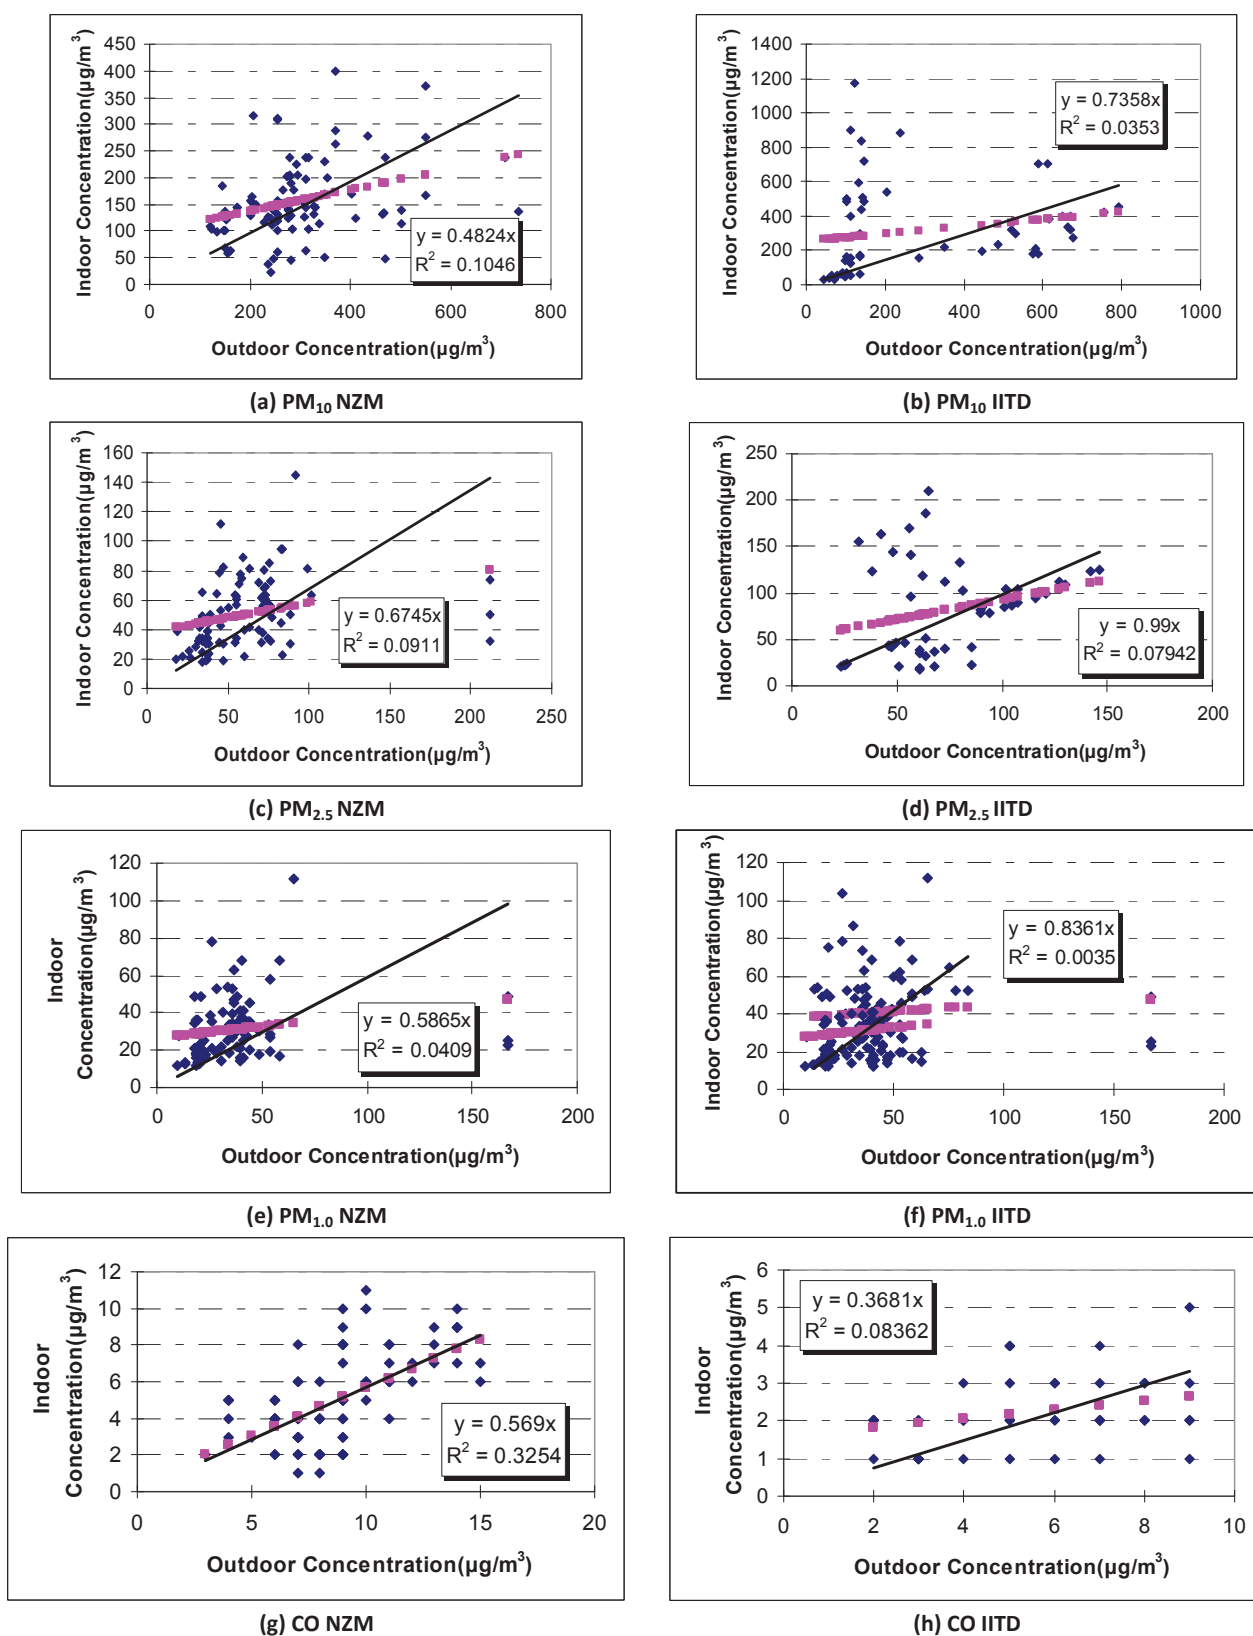 Indoor Concentration(µg/m³)
450
400
350
300
250
200
150
100
50
0
y = 0.4824x
R² = 0.1046
0 200 400 600 800
Outdoor Concentration(µg/m³)
(a) PM₁₀ NZM
Indoor Concentration(µg/m³)
1400
1200
1000
800
600
400
200
0
y = 0.7358x
R² = 0.0353
0 200 400 600 800 1000
Outdoor Concentration(µg/m³)
(b) PM₁₀ IITD
Indoor Concentration(µg/m³)
160
140
120
100
80
60
40
20
0
y = 0.6745x
R² = 0.0911
0 50 100 150 200 250
Outdoor Concentration(µg/m³)
(c) PM₂.₅ NZM
Indoor Concentration(µg/m³)
250
200
150
100
50
0
y = 0.99x
R² = 0.07942
0 50 100 150 200
Outdoor Concentration(µg/m³)
(d) PM₂.₅ IITD
Indoor
Concentration(µg/m³)
120
100
80
60
40
20
0
y = 0.5865x
R² = 0.0409
0 50 100 150 200
Outdoor Concentration(µg/m³)
(e) PM₁.₀ NZM
Indoor Concentration(µg/m³)
120
100
80
60
40
20
0
y = 0.8361x
R² = 0.0035
0 50 100 150 200
Outdoor Concentration(µg/m³)
(f) PM₁.₀ IITD
Indoor
Concentration(µg/m³)
12
10
8
6
4
2
0
y = 0.569x
R² = 0.3254
0 5 10 15 20
Outdoor Concentration(µg/m³)
(g) CO NZM
Indoor
Concentration(µg/m³)
6
5
4
3
2
1
0
y = 0.3681x
R² = 0.08362
0 2 4 6 8 10
Outdoor Concentration(µg/m³)
(h) CO IITD